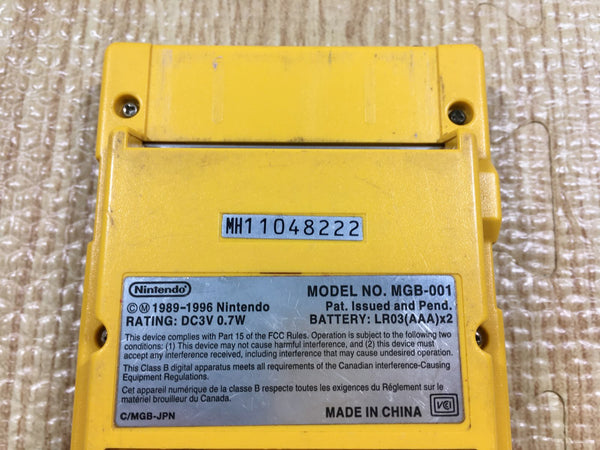 MH11048222
Nintendo
MODEL NO. MGB-001
©Ⓜ 1989-1996 Nintendo
Pat. Issued and Pend.
RATING: DC3V 0.7W
BATTERY: LR03(AAA)x2
This device complies with Part 15 of the FCC Rules. Operation is subject to the following two
conditions: (1) This device may not cause harmful interference, and (2) this device must
accept any interference received, including interference that may cause undesired operation.
This Class B digital apparatus meets all requirements of the Canadian Interference-Causing
Equipment Regulations.
Cet appareil numérique de la classe B respecte toutes les exigences du Règlement sur le
matériel brouilleur du Canada.
C/MGB-JPN
MADE IN CHINA
VCI